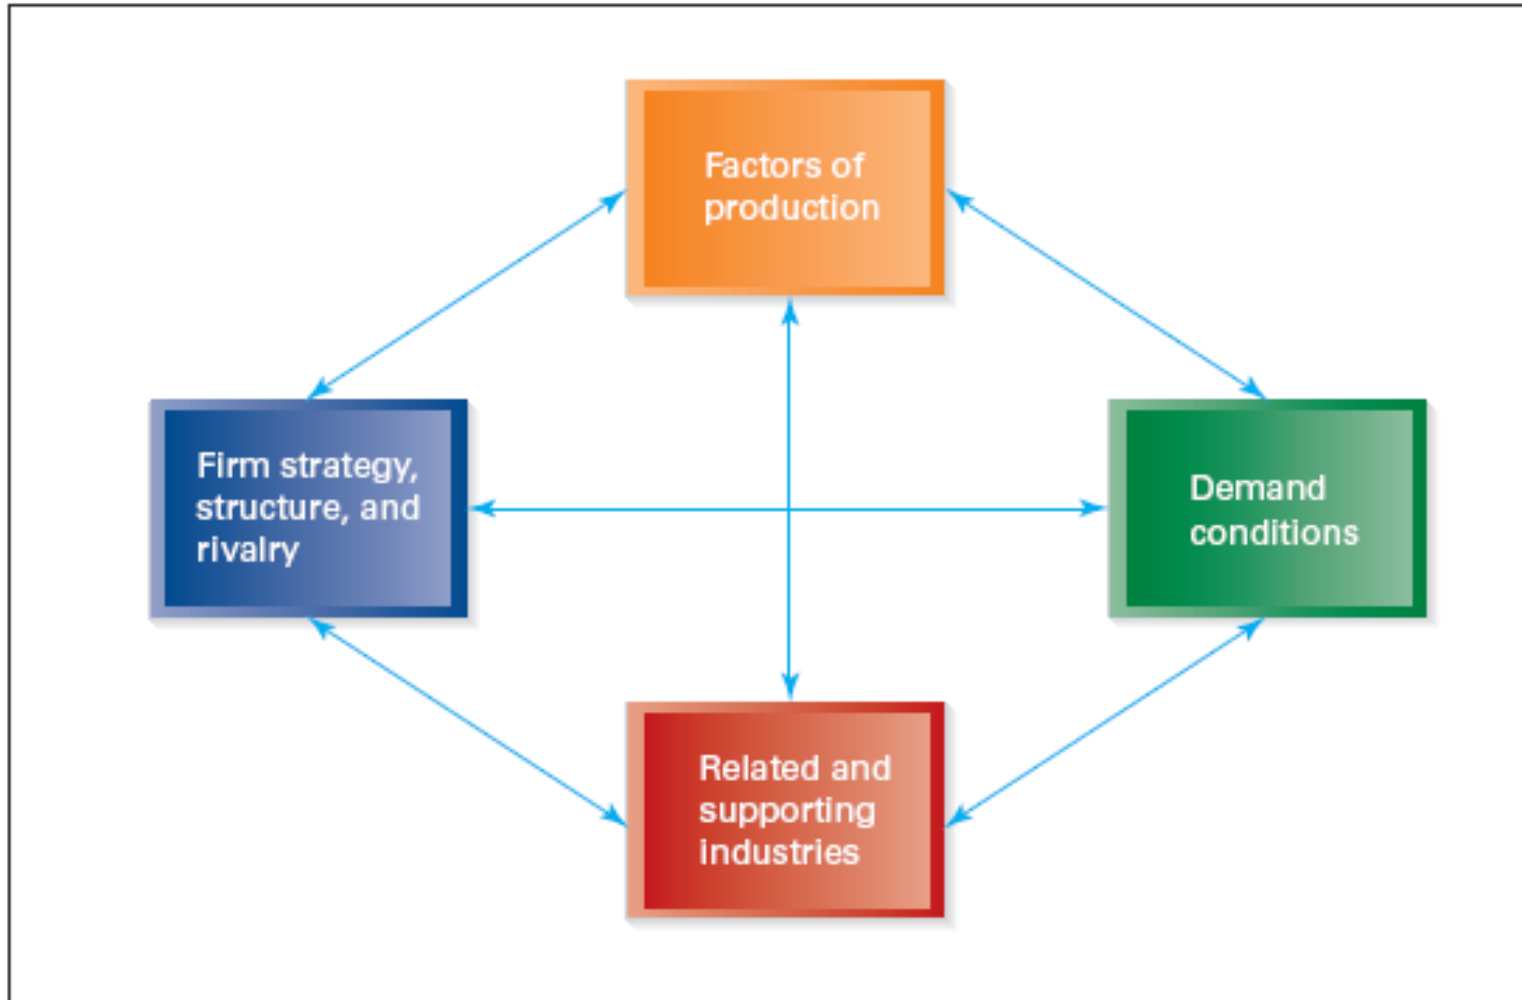 Factors of
production
Firm strategy,
structure, and
rivalry
Demand
conditions
Related and
supporting
industries